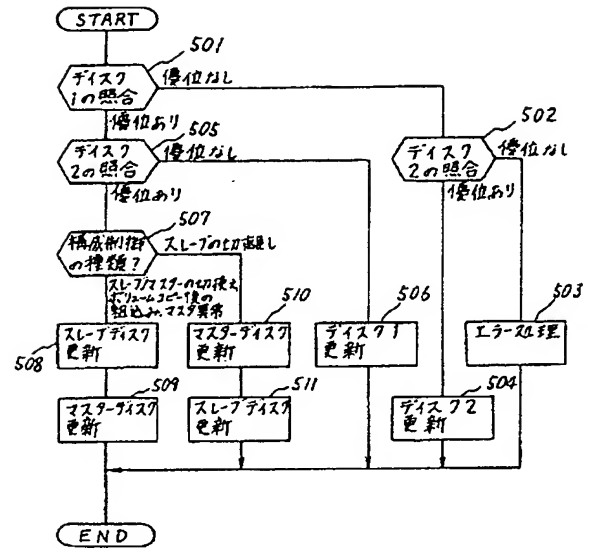 START
501
ディスク
1の照合
優位なし
優位あり
505
ディスク
2の照合
優位なし
優位あり
502
ディスク
2の照合
優位なし
優位あり
507
構成制御
の種類?
スレーブの切離し
スレーブ/マスターの切換え
ボリュームコピー後の
組込み、マスタ異常
510
506
503
スレーブディスク
更新
508
マスターディスク
更新
ディスク1
更新
エラー処理
509
511
504
マスターディスク
更新
スレーブディスク
更新
ディスク2
更新
END